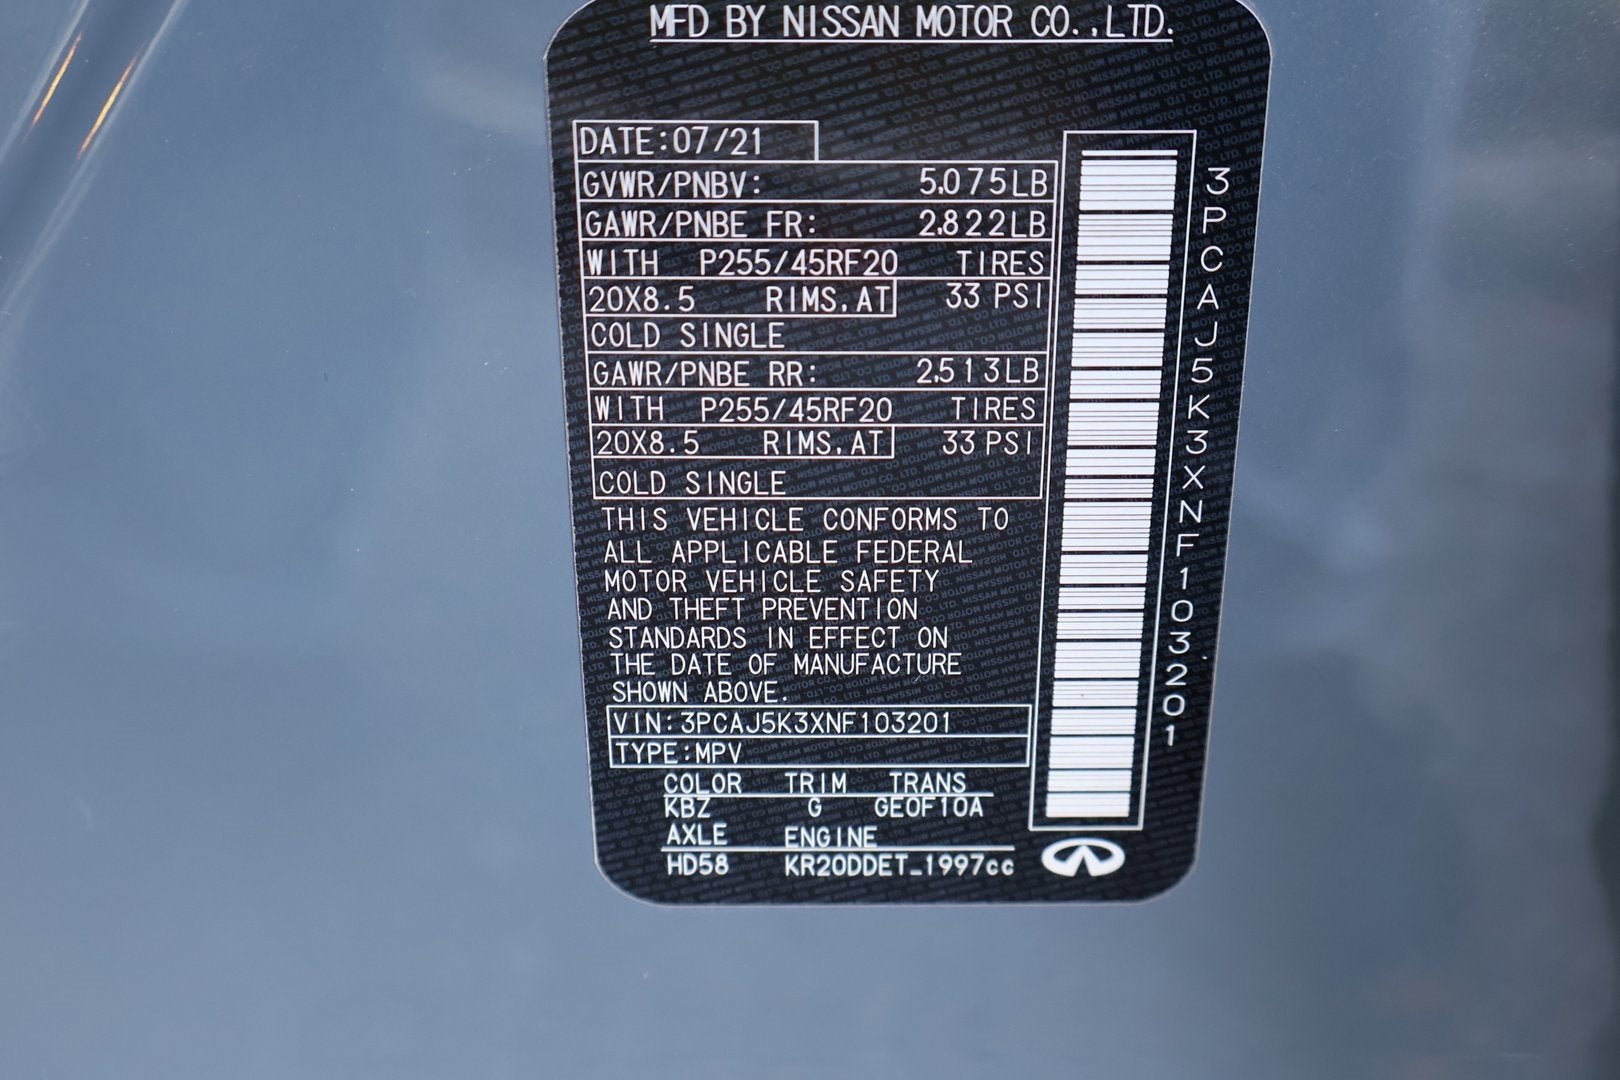 MFD BY NISSAN MOTOR CO.,LTD.
DATE:07/21
GVWR/PNBV: 5,075LB
GAWR/PNBE FR: 2,822LB
WITH P255/45RF20 TIRES
20X8.5 RIMS,AT 33 PSI
COLD SINGLE
GAWR/PNBE RR: 2,513LB
WITH P255/45RF20 TIRES
20X8.5 RIMS,AT 33 PSI
COLD SINGLE
THIS VEHICLE CONFORMS TO
ALL APPLICABLE FEDERAL
MOTOR VEHICLE SAFETY
AND THEFT PREVENTION
STANDARDS IN EFFECT ON
THE DATE OF MANUFACTURE
SHOWN ABOVE.
VIN:3PCAJ5K3XNF103201
TYPE:MPV
COLOR TRIM TRANS
KBZ G GE0F10A
AXLE ENGINE
HD58 KR20DDET_1997cc
3PCAJ5K3XNF103201